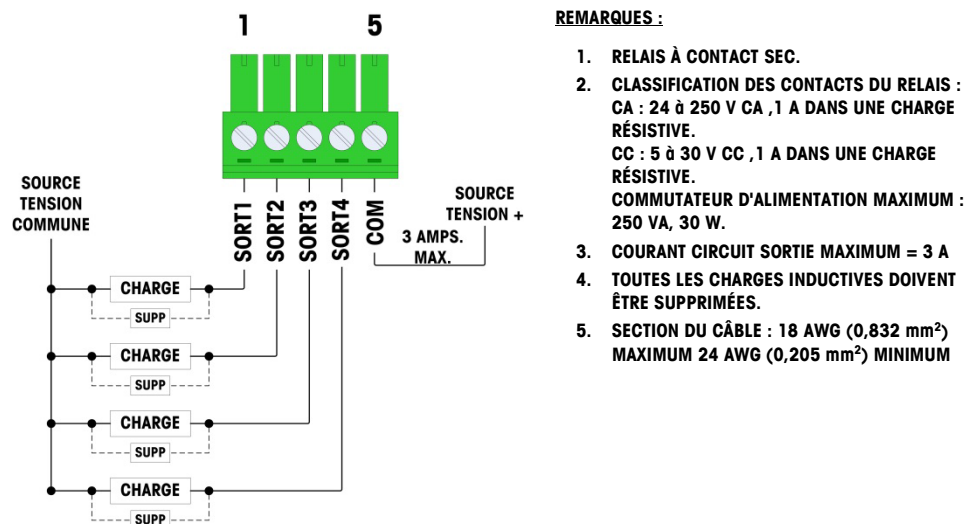 1 5
SOURCE
TENSION
COMMUNE
SORT1
SORT2
SORT3
SORT4
COM
SOURCE
TENSION +
3 AMPS.
MAX.
CHARGE
SUPP
CHARGE
SUPP
CHARGE
SUPP
CHARGE
SUPP
REMARQUES :
1. RELAIS À CONTACT SEC.
2. CLASSIFICATION DES CONTACTS DU RELAIS :
CA : 24 à 250 V CA ,1 A DANS UNE CHARGE
RÉSISTIVE.
CC : 5 à 30 V CC ,1 A DANS UNE CHARGE
RÉSISTIVE.
COMMUTATEUR D'ALIMENTATION MAXIMUM :
250 VA, 30 W.
3. COURANT CIRCUIT SORTIE MAXIMUM = 3 A
4. TOUTES LES CHARGES INDUCTIVES DOIVENT
ÊTRE SUPPRIMÉES.
5. SECTION DU CÂBLE : 18 AWG (0,832 mm²)
MAXIMUM 24 AWG (0,205 mm²) MINIMUM